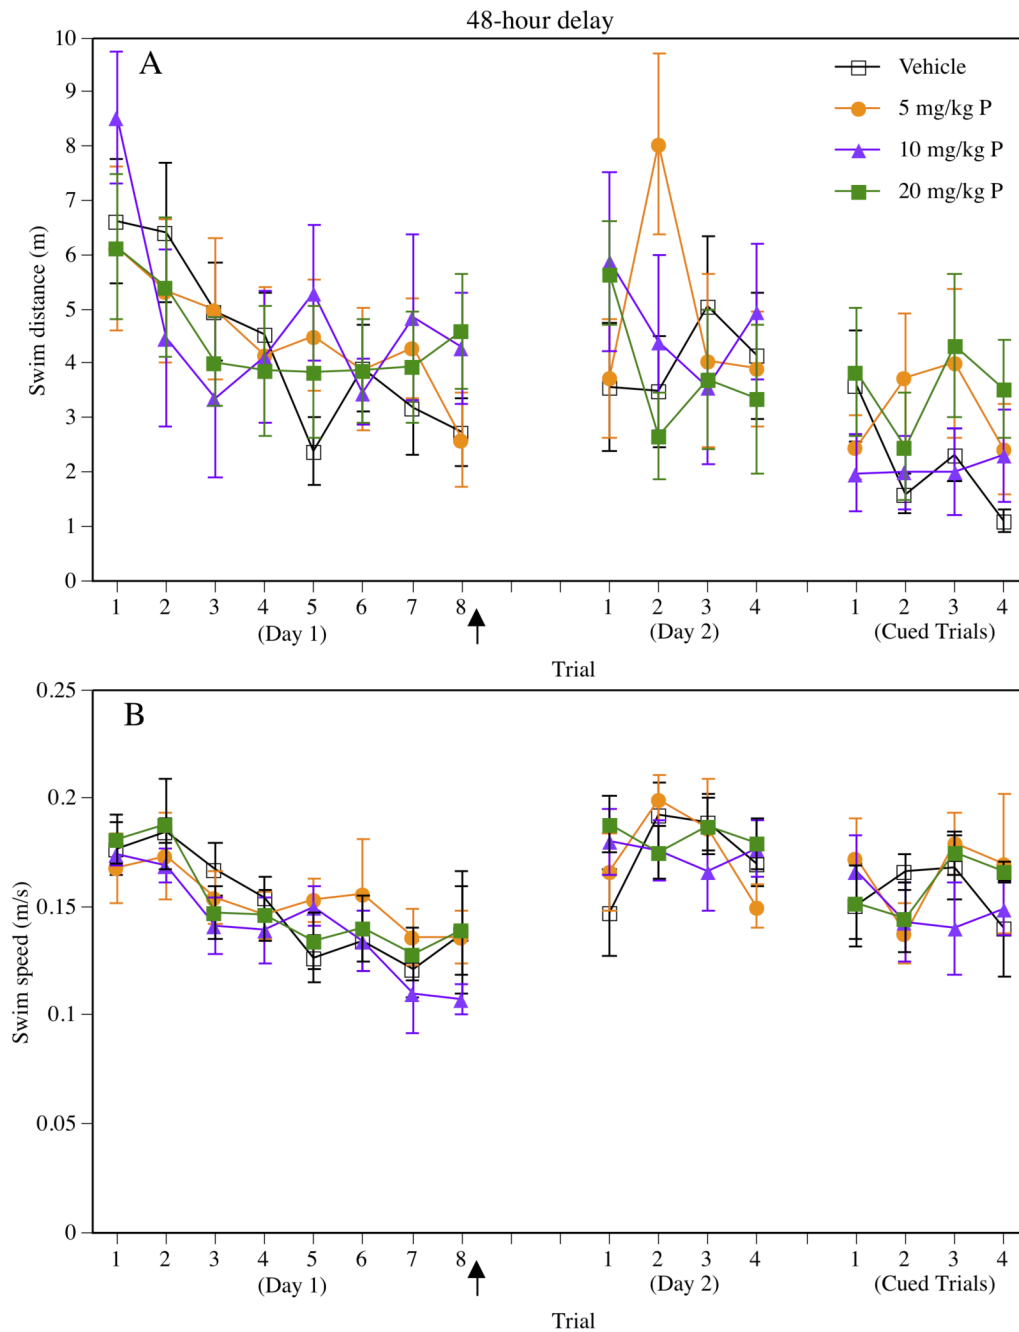 48-hour delay
A
Vehicle
5 mg/kg P
10 mg/kg P
20 mg/kg P
Swim distance (m)
10
9
8
7
6
5
4
3
2
1
0
1 2 3 4 5 6 7 8 1 2 3 4 1 2 3 4
(Day 1) (Day 2) (Cued Trials)
Trial
B
Swim speed (m/s)
0.25
0.2
0.15
0.1
0.05
0
1 2 3 4 5 6 7 8 1 2 3 4 1 2 3 4
(Day 1) (Day 2) (Cued Trials)
Trial